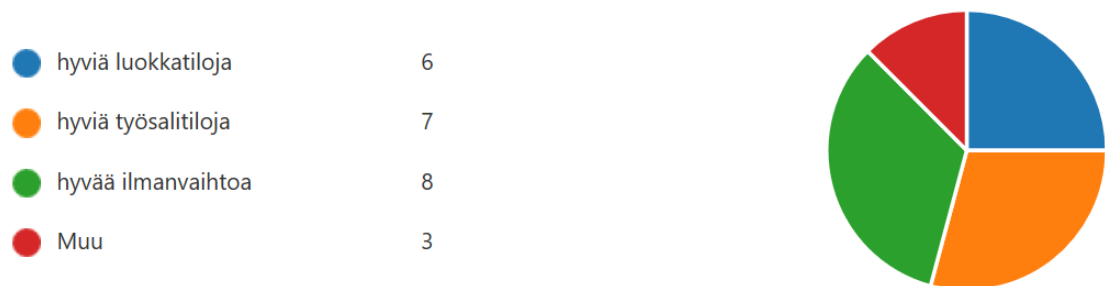 hyviä luokkatiloja 6
hyviä työsalitiloja 7
hyvää ilmanvaihtoa 8
Muu 3